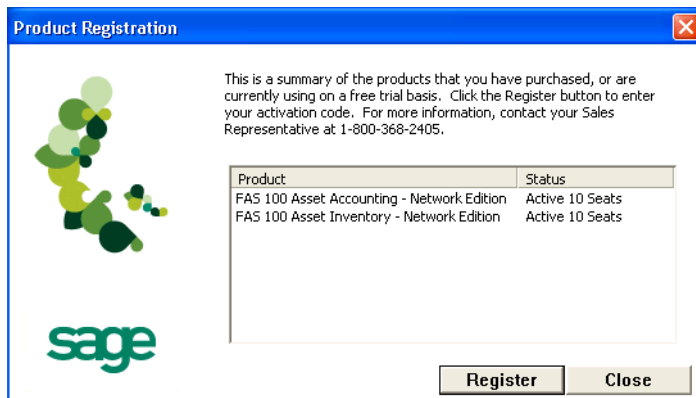 Product Registration
This is a summary of the products that you have purchased, or are
currently using on a free trial basis.  Click the Register button to enter
your activation code.  For more information, contact your Sales
Representative at 1-800-368-2405.
Product Status
FAS 100 Asset Accounting - Network Edition Active 10 Seats
FAS 100 Asset Inventory - Network Edition Active 10 Seats
sage
Register Close